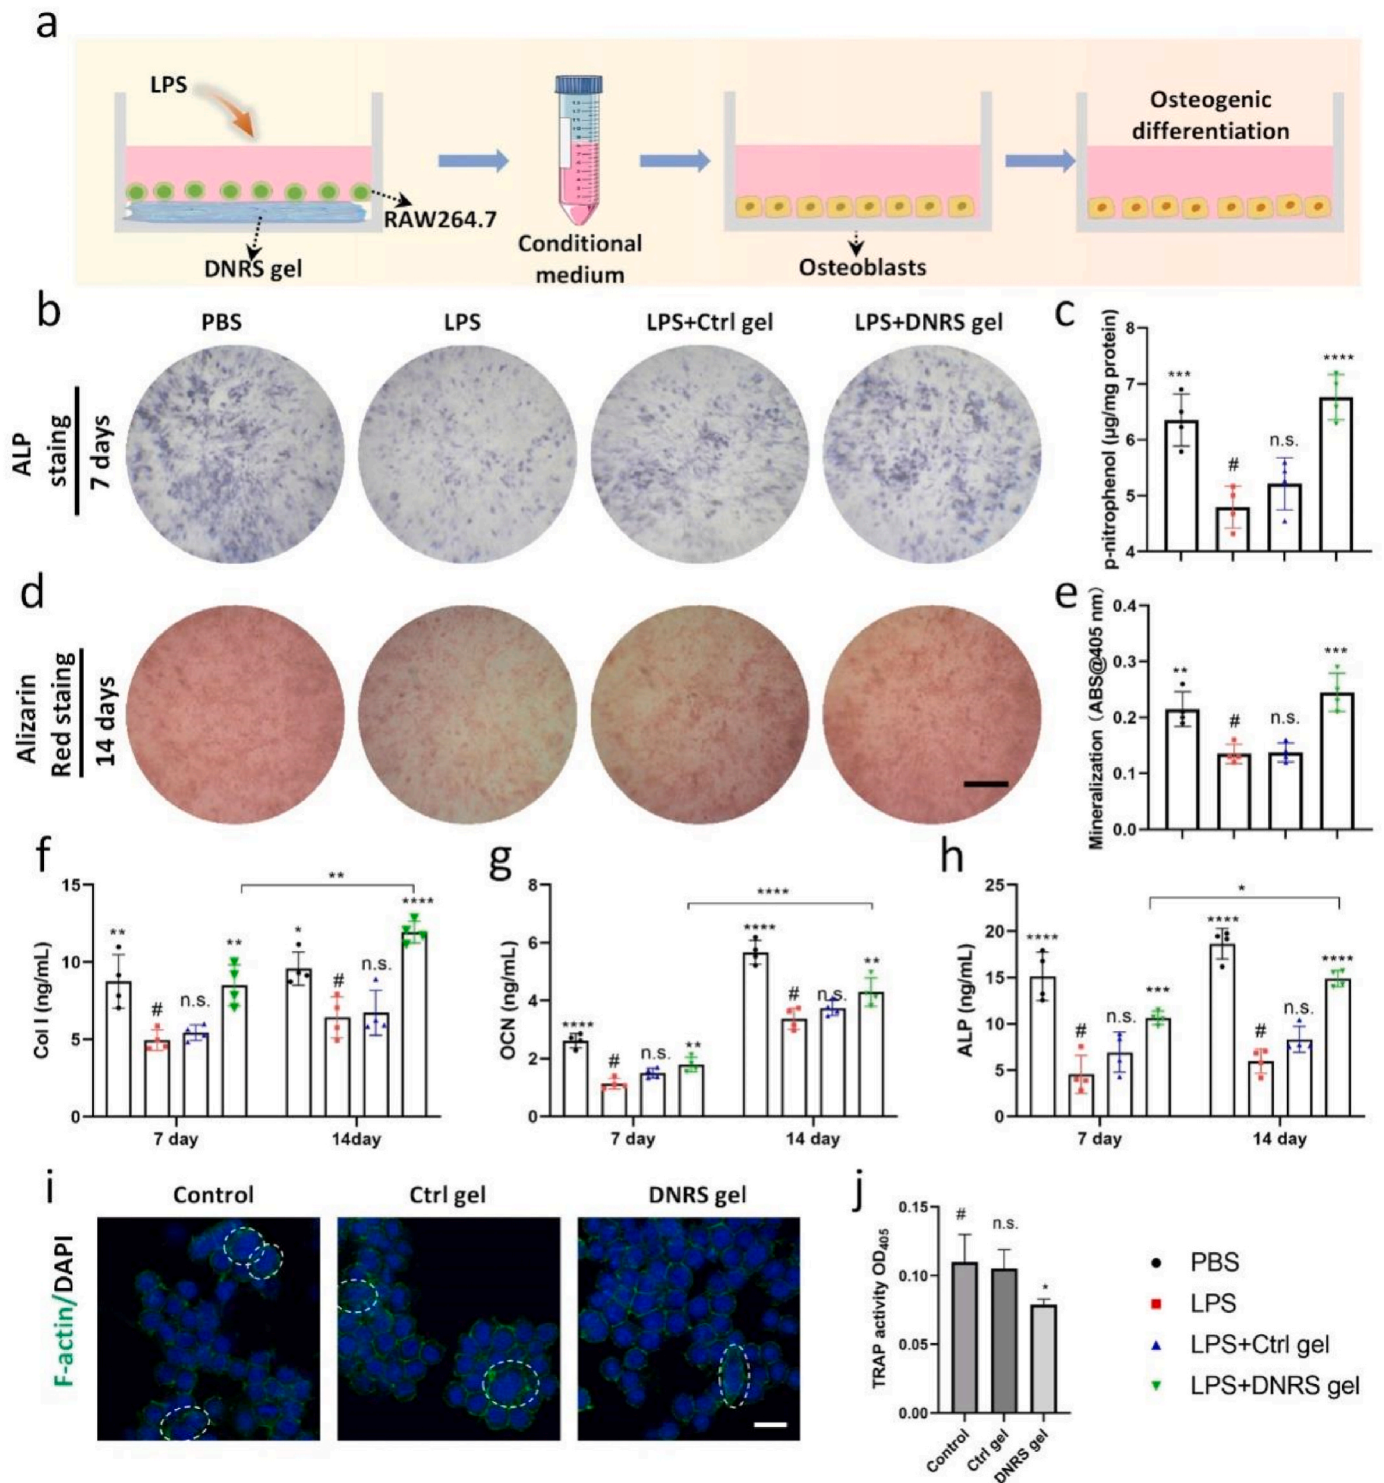 a
LPS
RAW264.7
DNRS gel
Conditional
medium
Osteoblasts
Osteogenic
differentiation
b
PBS
LPS
LPS+Ctrl gel
LPS+DNRS gel
ALP
staing
7 days
c
p-nitrophenol (μg/mg protein)
8
7
6
5
4
***
#
n.s.
****
d
Alizarin
Red staing
14 days
e
Mineralization (ABS@405 nm)
0.4
0.3
0.2
0.1
0.0
**
#
n.s.
***
f
Col I (ng/mL)
15
10
5
0
**
#
n.s.
**
*
#
n.s.
****
**
7 day
14day
g
OCN (ng/mL)
8
6
4
2
0
****
#
n.s.
**
****
#
n.s.
**
****
7 day
14 day
h
ALP (ng/mL)
25
20
15
10
5
0
****
#
n.s.
***
****
#
n.s.
****
*
7 day
14 day
i
Control
Ctrl gel
DNRS gel
F-actin/DAPI
j
TRAP activity OD405
0.15
0.10
0.05
0.00
#
n.s.
*
Control
Ctrl gel
DNRS gel
PBS
LPS
LPS+Ctrl gel
LPS+DNRS gel